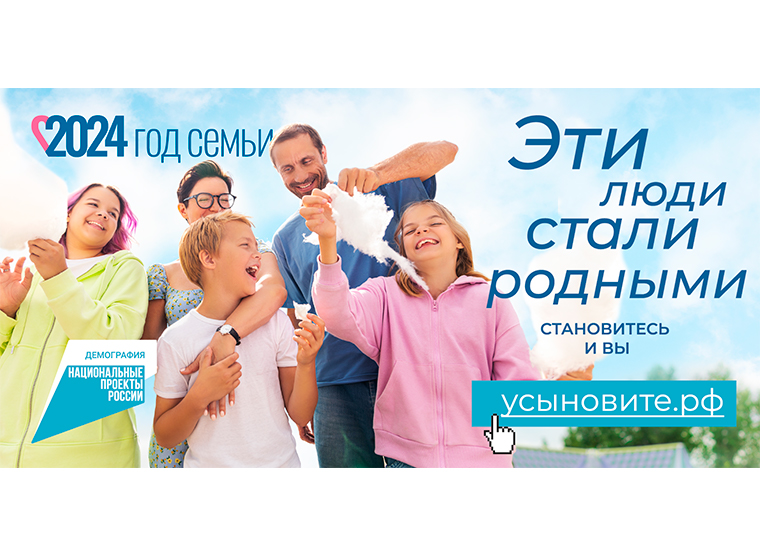 2024 ГОД СЕМЬИ
Эти
люди
стали
родными
СТАНОВИТЕСЬ
И ВЫ
усыновите.рф
ДЕМОГРАФИЯ
НАЦИОНАЛЬНЫЕ
ПРОЕКТЫ
РОССИИ